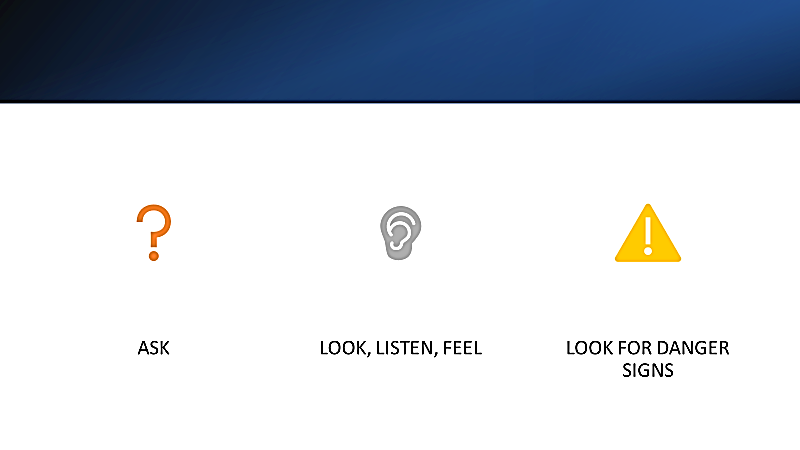 ASK
LOOK, LISTEN, FEEL
LOOK FOR DANGER
SIGNS